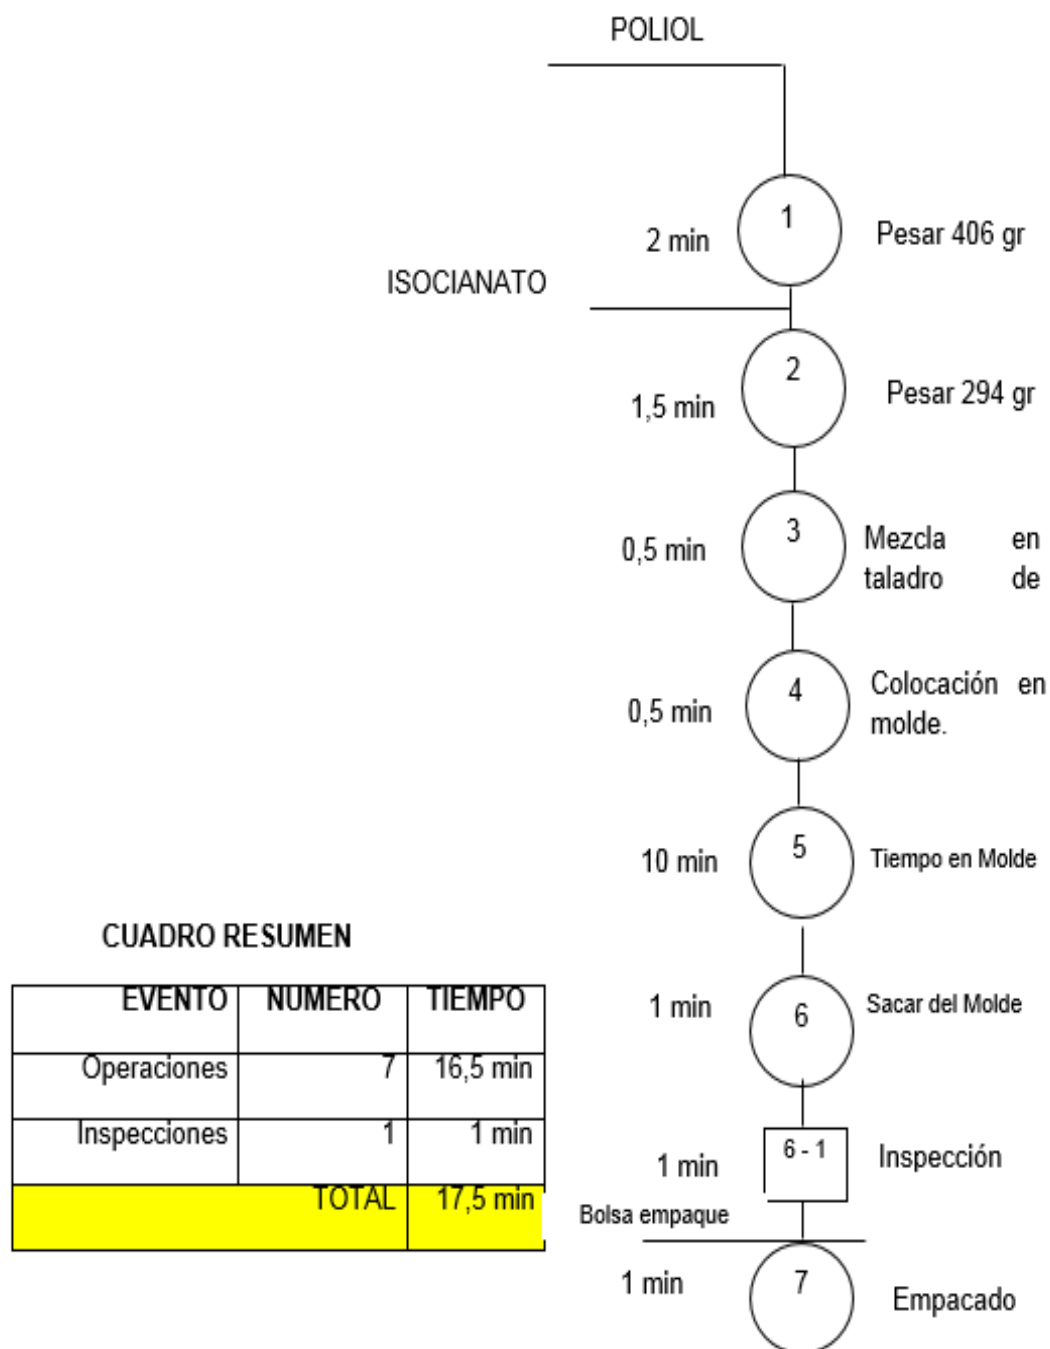 POLIOL
1
2 min
Pesar 406 gr
ISOCIANATO
2
1,5 min
Pesar 294 gr
3
0,5 min
Mezcla en
taladro de
4
0,5 min
Colocación en
molde.
5
10 min
Tiempo en Molde
6
1 min
Sacar del Molde
6 - 1
1 min
Inspección
Bolsa empaque
7
1 min
Empacado
CUADRO RESUMEN
EVENTO NUMERO TIEMPO
Operaciones 7 16,5 min
Inspecciones 1 1 min
TOTAL 17,5 min